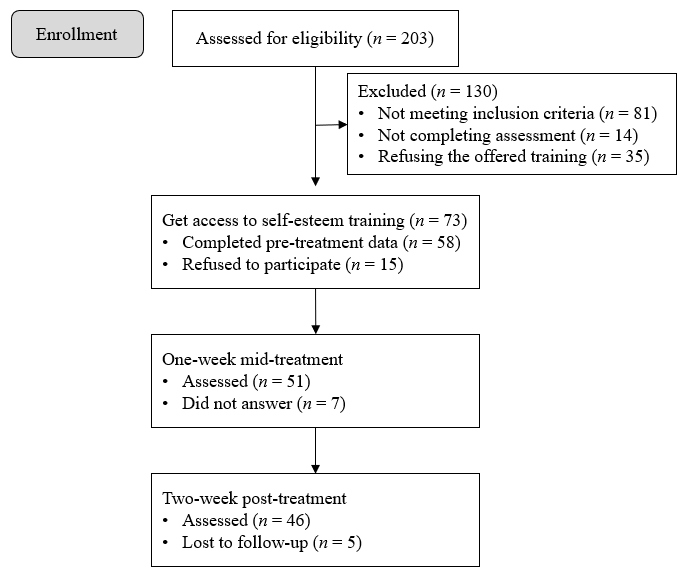 Enrollment
Assessed for eligibility (n = 203)
Excluded (n = 130)
• Not meeting inclusion criteria (n = 81)
• Not completing assessment (n = 14)
• Refusing the offered training (n = 35)
Get access to self-esteem training (n = 73)
• Completed pre-treatment data (n = 58)
• Refused to participate (n = 15)
One-week mid-treatment
• Assessed (n = 51)
• Did not answer (n = 7)
Two-week post-treatment
• Assessed (n = 46)
• Lost to follow-up (n = 5)